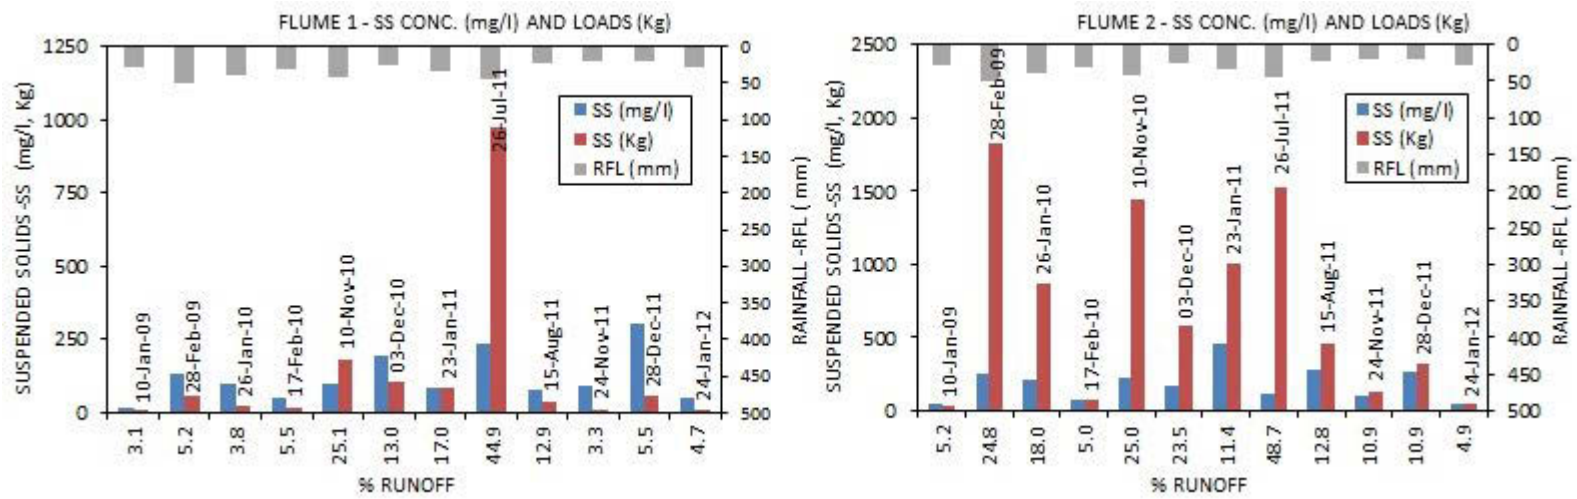 FLUME 1 - SS CONC. (mg/l) AND LOADS (Kg)
SUSPENDED SOLIDS -SS (mg/l, Kg)
1250
1000
750
500
250
0
SS (mg/l)
SS (Kg)
RFL (mm)
10-Jan-09
28-Feb-09
26-Jan-10
17-Feb-10
10-Nov-10
03-Dec-10
23-Jan-11
26-Jul-11
15-Aug-11
24-Nov-11
28-Dec-11
24-Jan-12
0
50
100
150
200
250
300
350
400
450
500
RAINFALL -RFL ( mm)
3.1 5.2 3.8 5.5 25.1 13.0 17.0 44.9 12.9 3.3 5.5 4.7
% RUNOFF
FLUME 2 - SS CONC. (mg/l) AND LOADS (Kg)
SUSPENDED SOLIDS -SS (mg/l, Kg)
2500
2000
1500
1000
500
0
SS (mg/l)
SS (Kg)
RFL (mm)
10-Jan-09
28-Feb-09
26-Jan-10
17-Feb-10
10-Nov-10
03-Dec-10
23-Jan-11
26-Jul-11
15-Aug-11
24-Nov-11
28-Dec-11
24-Jan-12
0
50
100
150
200
250
300
350
400
450
500
RAINFALL -RFL ( mm)
5.2 24.8 18.0 5.0 25.0 23.5 11.4 48.7 12.8 10.9 10.9 4.9
% RUNOFF